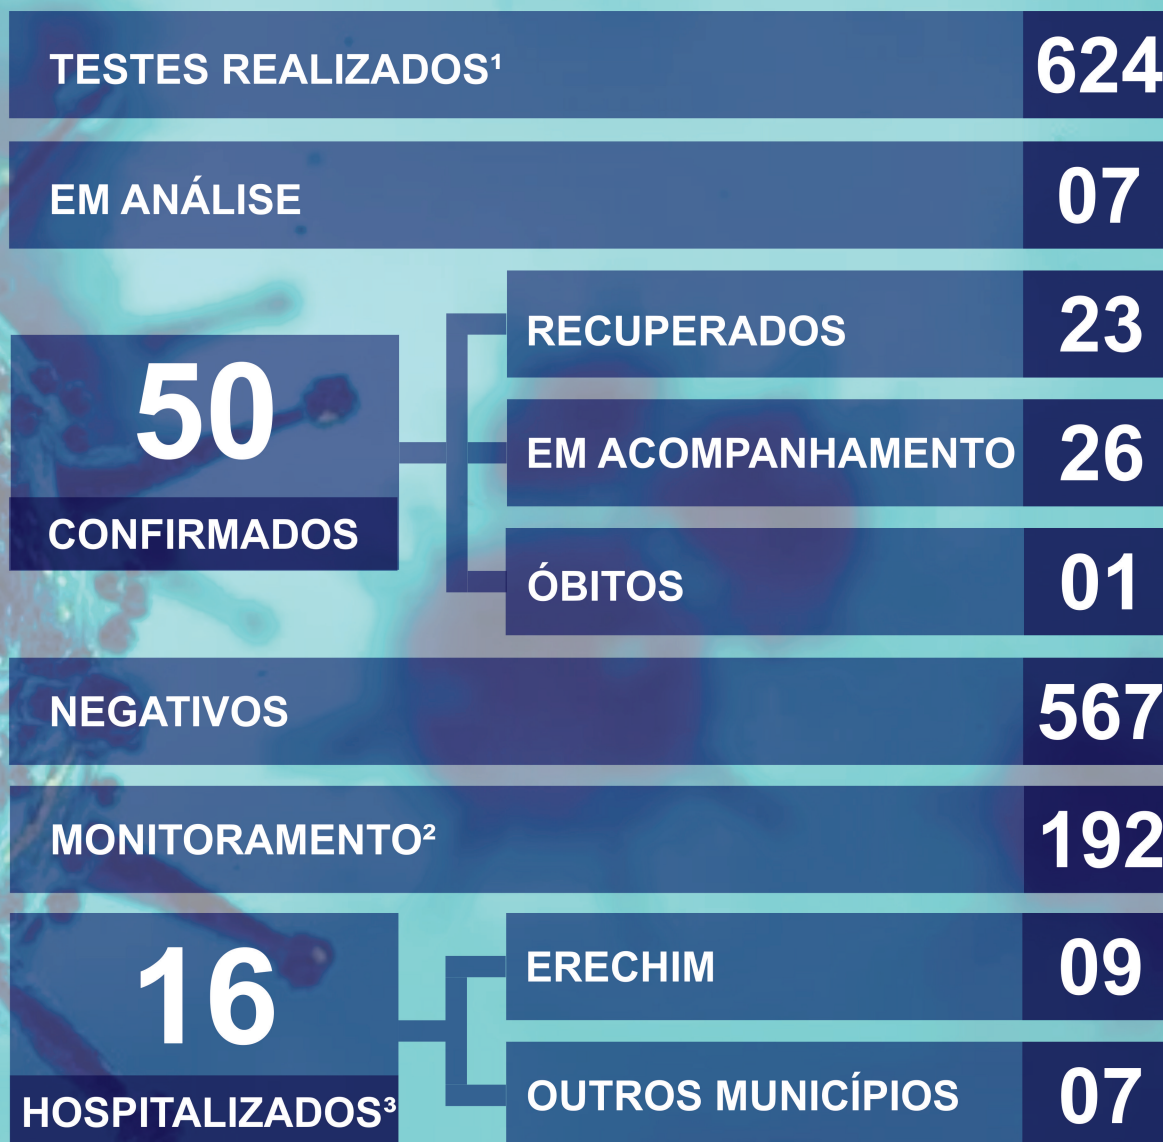 TESTES REALIZADOS¹ 624
EM ANÁLISE 07
50
CONFIRMADOS
RECUPERADOS 23
EM ACOMPANHAMENTO 26
ÓBITOS 01
NEGATIVOS 567
MONITORAMENTO² 192
16
HOSPITALIZADOS³
ERECHIM 09
OUTROS MUNICÍPIOS 07